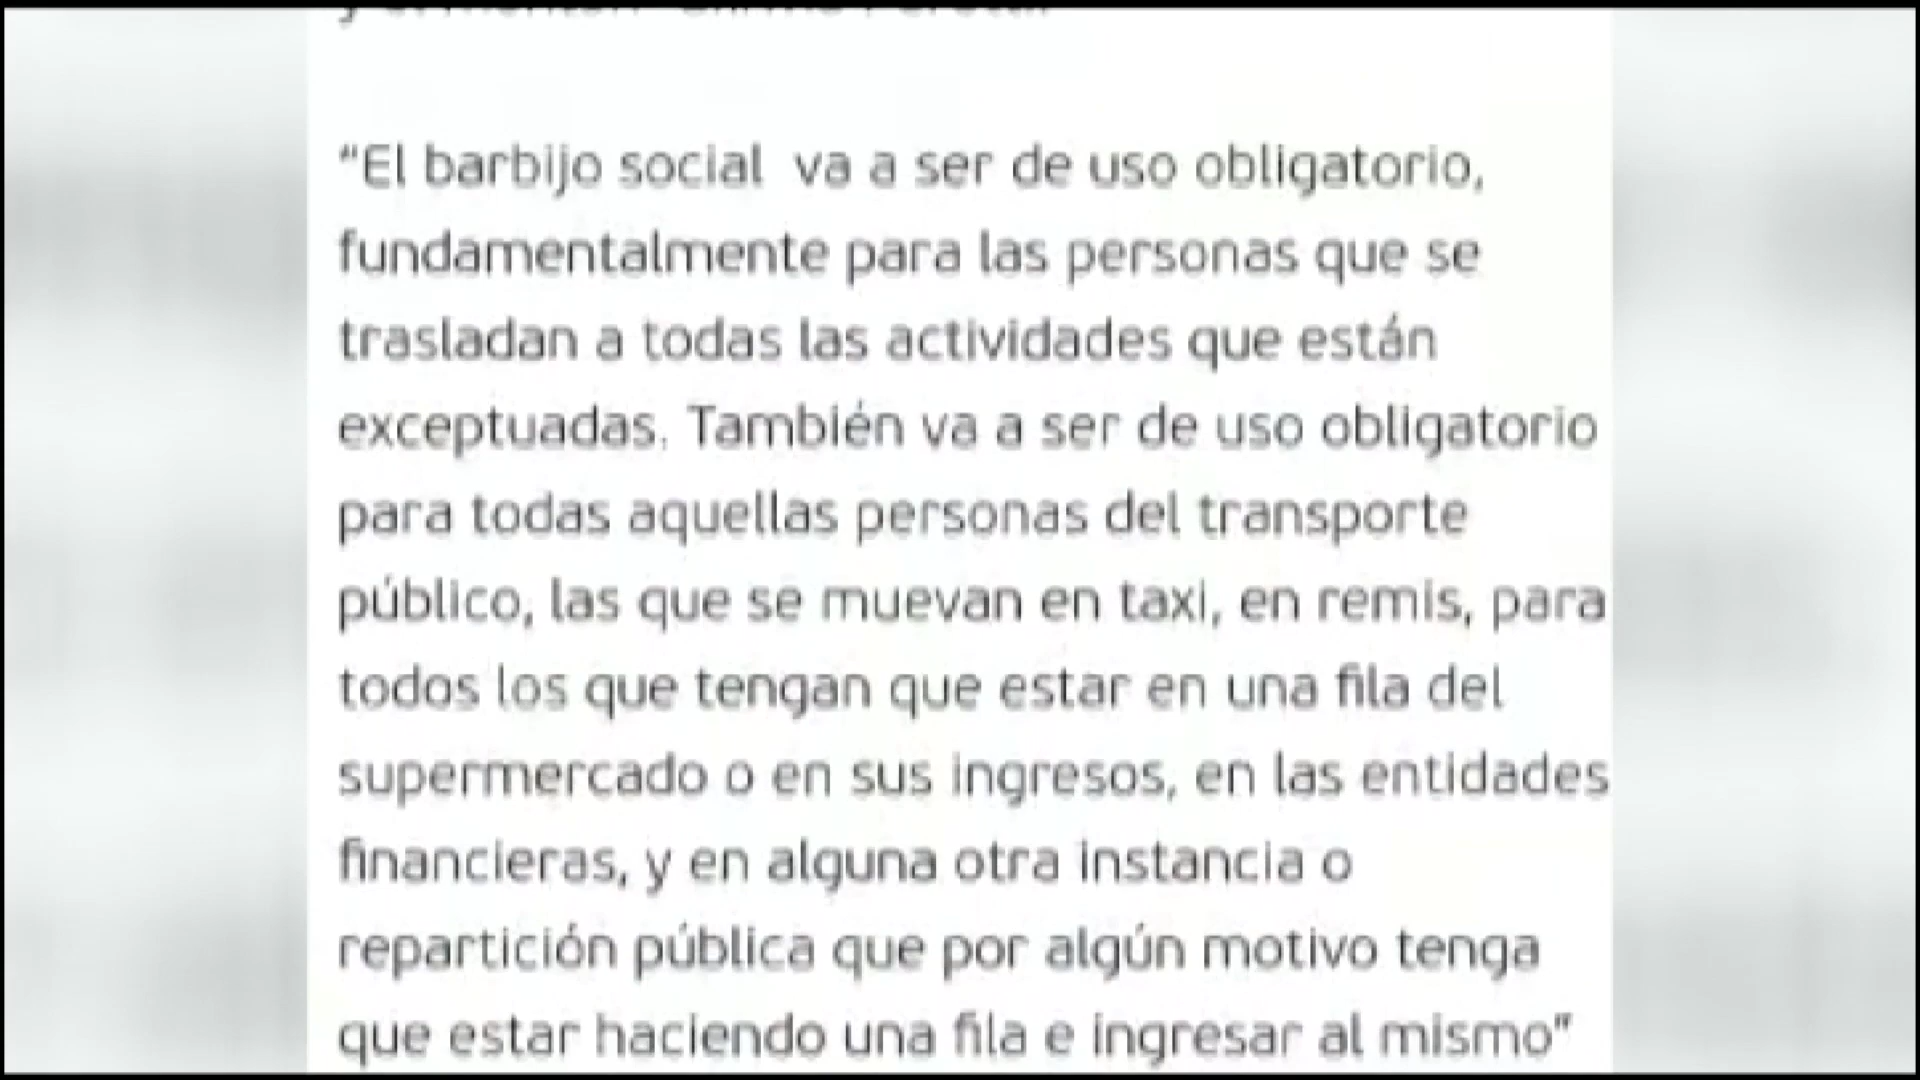 “El barbijo social va a ser de uso obligatorio,
fundamentalmente para las personas que se
trasladan a todas las actividades que están
exceptuadas. También va a ser de uso obligatorio
para todas aquellas personas del transporte
público, las que se muevan en taxi, en remis, para
todos los que tengan que estar en una fila del
supermercado o en sus ingresos, en las entidades
financieras, y en alguna otra instancia o
repartición pública que por algún motivo tenga
que estar haciendo una fila e ingresar al mismo”